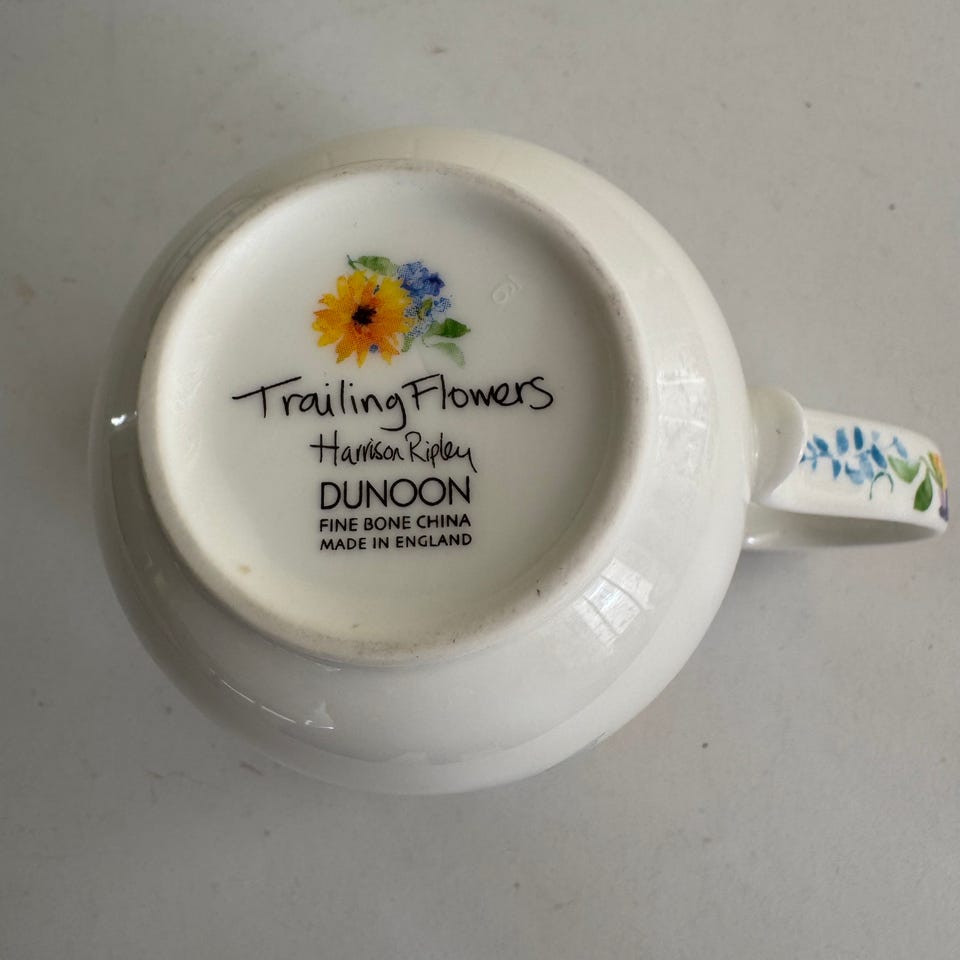 Trailing Flowers
Harrison Ripley
DUNOON
FINE BONE CHINA
MADE IN ENGLAND